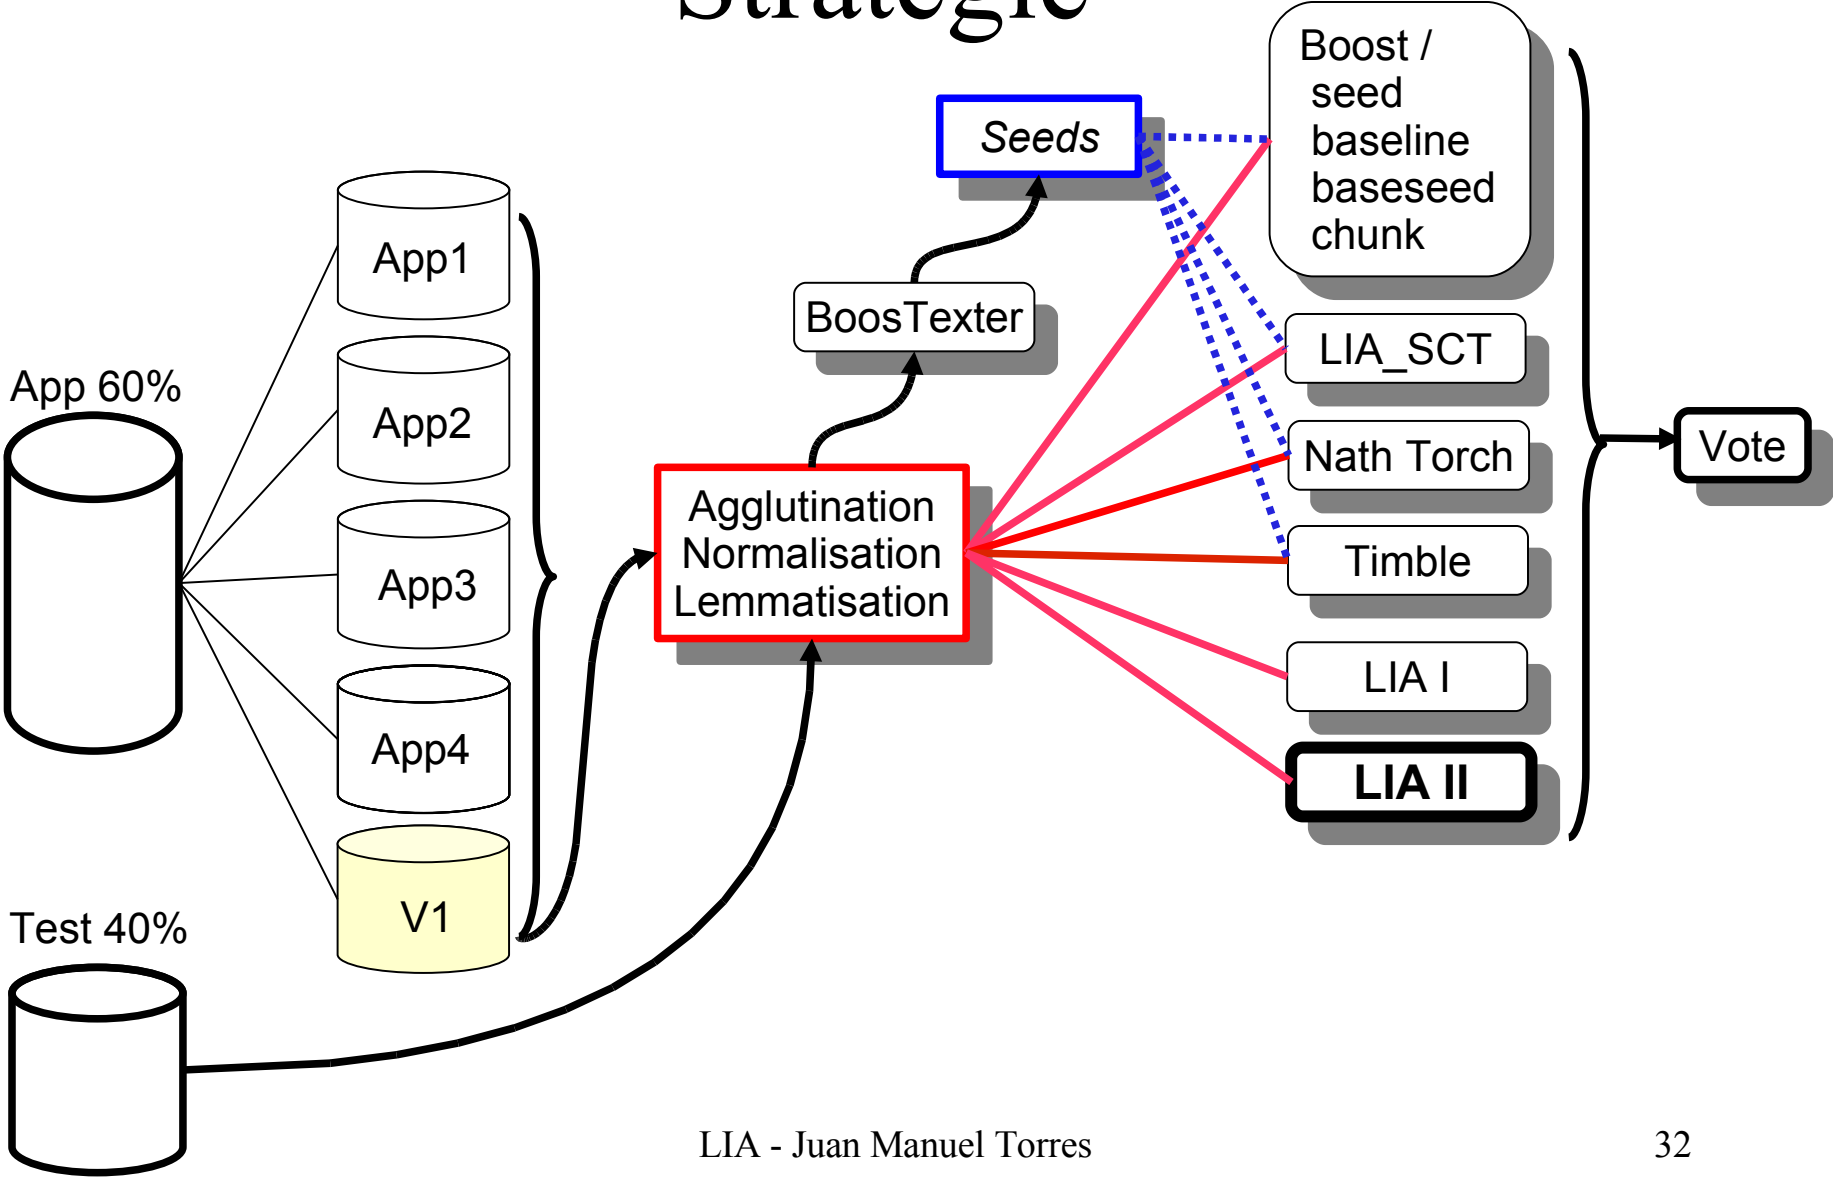 Stratégie
Boost /
seed
baseline
baseseed
chunk
Seeds
App1
BoosTexter
LIA_SCT
App 60%
App2
Vote
Nath Torch
Agglutination
Normalisation
Lemmatisation
Timble
App3
LIA I
App4
LIA II
V1
Test 40%
LIA - Juan Manuel Torres
32